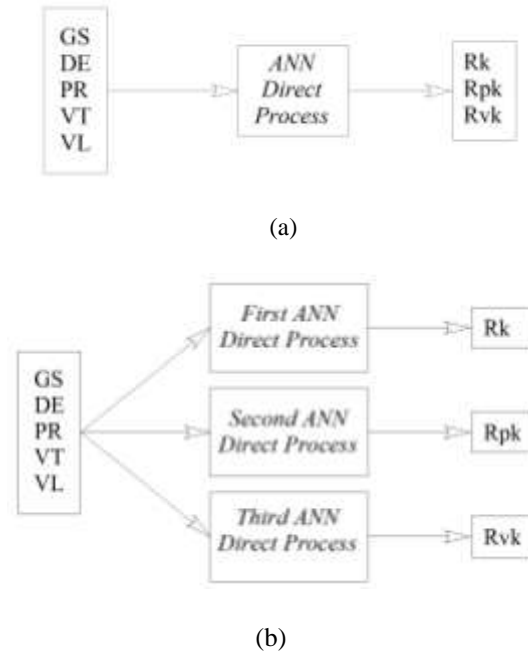 GS
DE
PR
VT
VL
ANN
Direct
Process
Rk
Rpk
Rvk
(a)
GS
DE
PR
VT
VL
First ANN
Direct Process
Second ANN
Direct Process
Third ANN
Direct Process
Rk
Rpk
Rvk
(b)